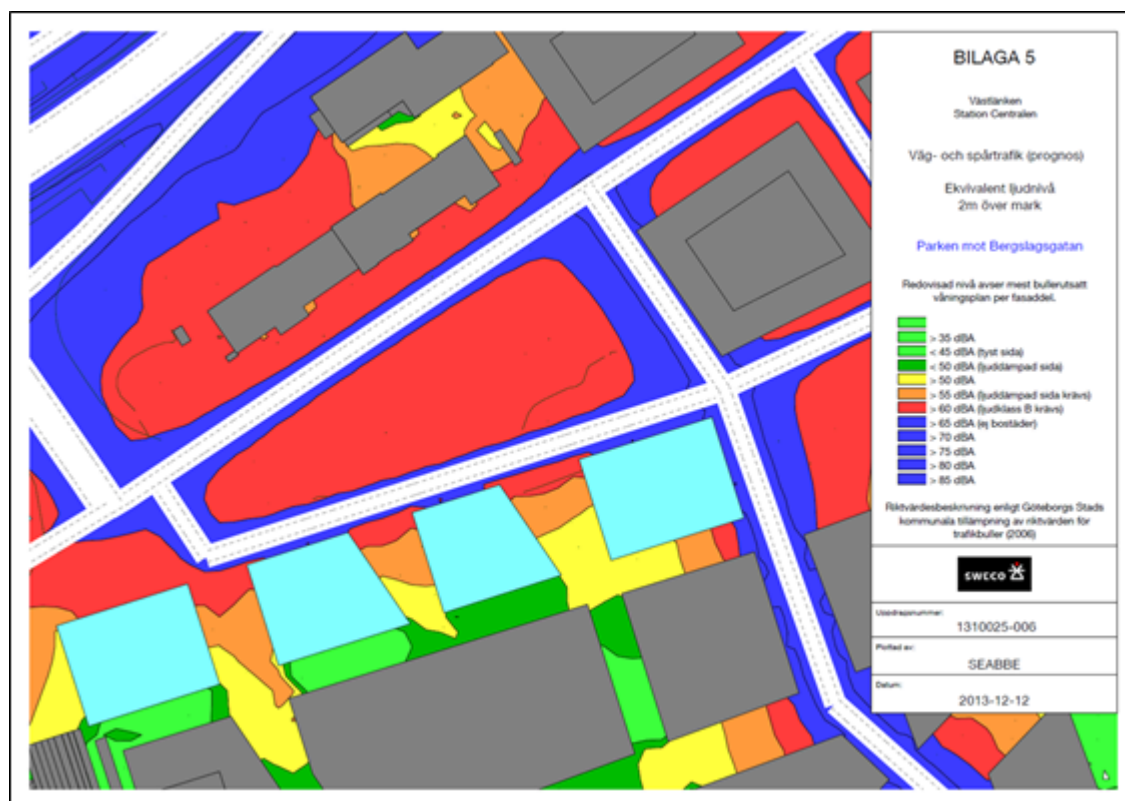 BILAGA 5
Västlänken
Station Centralen
Väg- och spårtrafik (prognos)
Ekvivalent ljudnivå
2m över mark
Parken mot Bergslagsgatan
Redovisad nivå avser mest bullerutsatt
våningsplan per fasaddel.
> 35 dBA
< 45 dBA (tyst sida)
< 50 dBA (ljuddämpad sida)
> 50 dBA
> 55 dBA (ljuddämpad sida krävs)
> 60 dBA (ljudklass B krävs)
> 65 dBA (ej bostäder)
> 70 dBA
> 75 dBA
> 80 dBA
> 85 dBA
Riktvärdesbeskrivning enligt Göteborgs Stads
kommunala tillämpning av riktvärden för
trafikbuller (2006)
SWECO
Uppdragsnummer:
1310025-006
Plottad av:
SEABBE
Datum:
2013-12-12